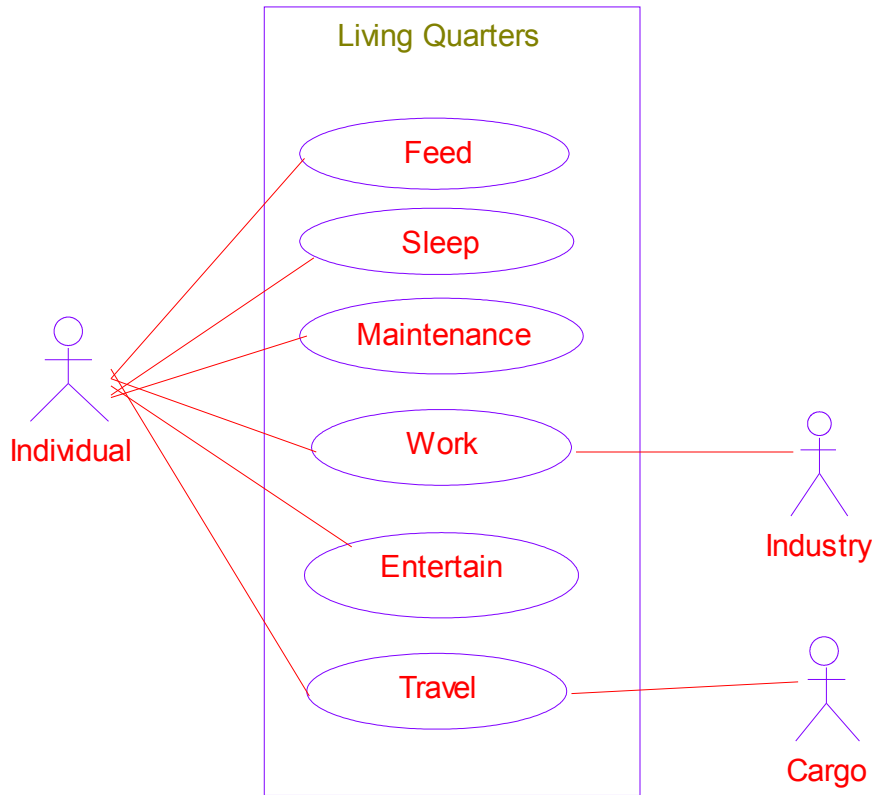 Living Quarters
Feed
Sleep
Maintenance
Individual
Work
Industry
Entertain
Travel
Cargo